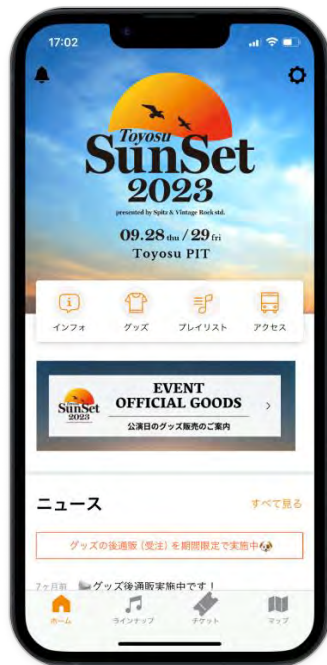 17:02
Toyosu
SunSet
2023
presented by Spitz & Vintage Rock std.
09.28 thu / 29 fri
Toyosu PIT
インフォ
グッズ
プレイリスト
アクセス
SunSet
2023
EVENT
OFFICIAL GOODS
公演日のグッズ販売のご案内
ニュース
すべて見る
グッズの後通販（受注）を期間限定で実施中
7ヶ月前
グッズ後通販実施中です！
ホーム
ラインナップ
チケット
マップ